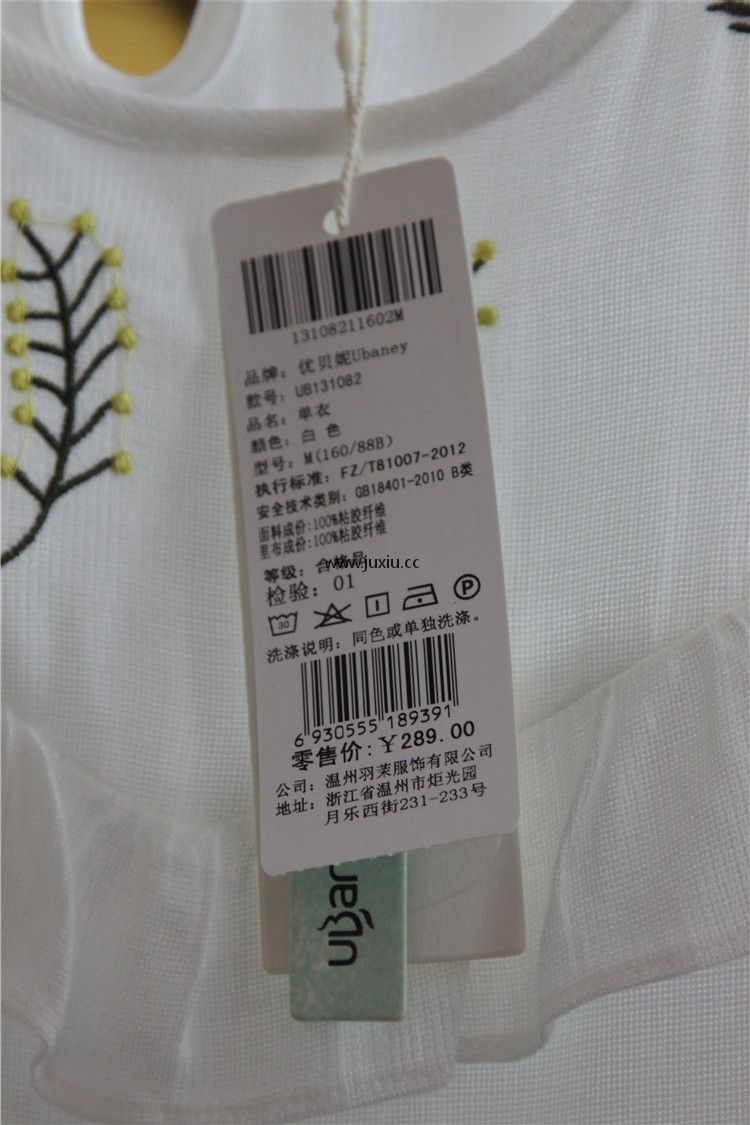 13108211602M
品牌：优贝妮Ubaney
款号：UB131082
品名：单衣
颜色：白 色
型号：M(160/88B)
执行标准：FZ/T81007-2012
安全技术类别：GB18401-2010 B类
面料成份:100%粘胶纤维
里布成份:100%粘胶纤维
等级：合格品
www.juxiu.cc
检验：01
30
P
洗涤说明：同色或单独洗涤。
6 930555 189391
零售价:￥289.00
公司：温州羽茉服饰有限公司
地址：浙江省温州市炬光园
月乐西街231-233号
uBan